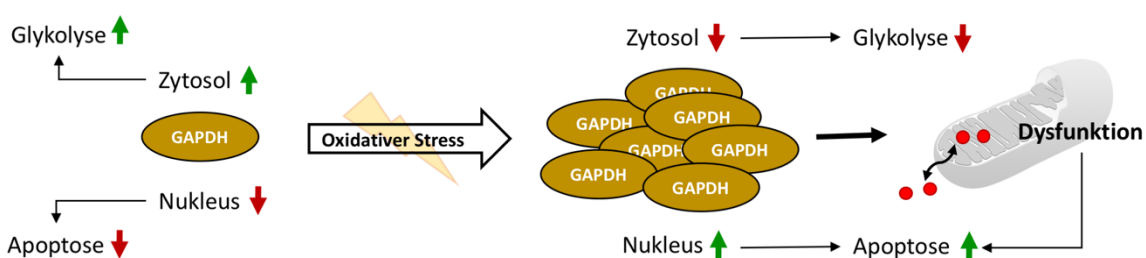 Glykolyse
Zytosol
GAPDH
Nukleus
Apoptose
Oxidativer Stress
Zytosol
Glykolyse
GAPDH
GAPDH
GAPDH
GAPDH
GAPDH
GAPDH
GAPDH
Dysfunktion
Nukleus
Apoptose